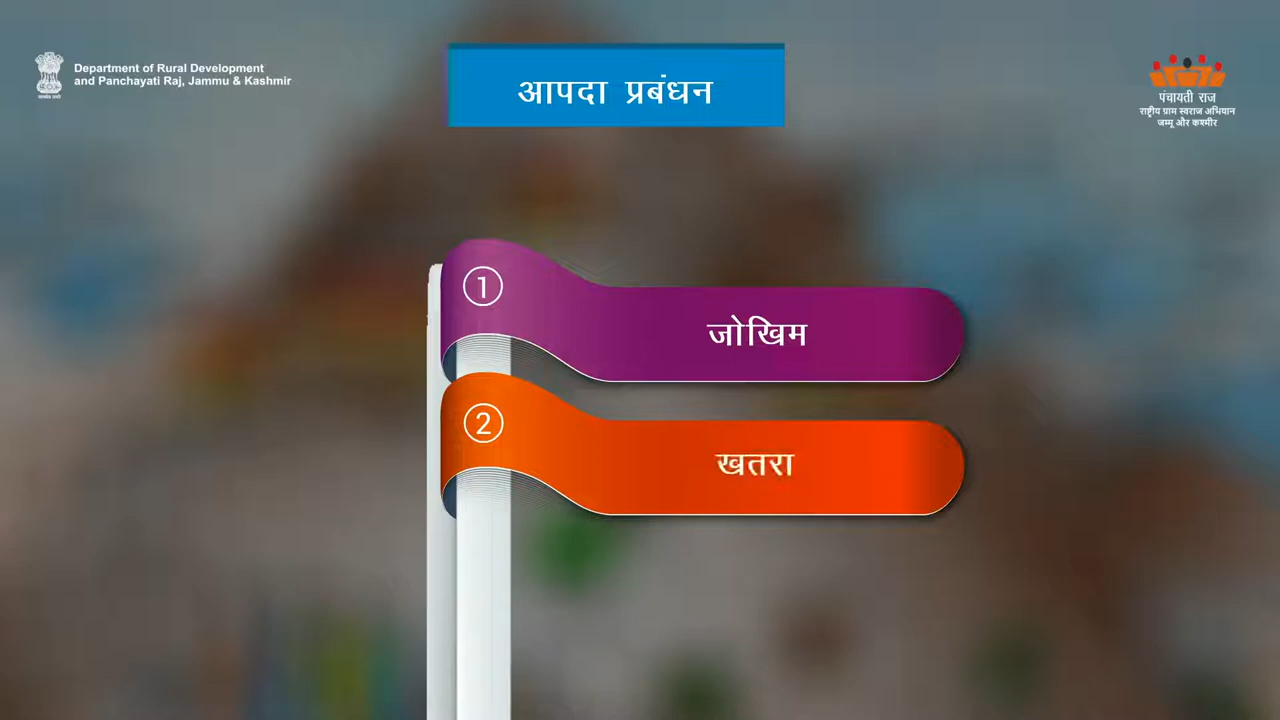 Department of Rural Development
and Panchayati Raj, Jammu & Kashmir
आपदा प्रबंधन
पंचायती राज
राष्ट्रीय ग्राम स्वराज अभियान
जम्मू और कश्मीर
1
जोखिम
2
खतरा